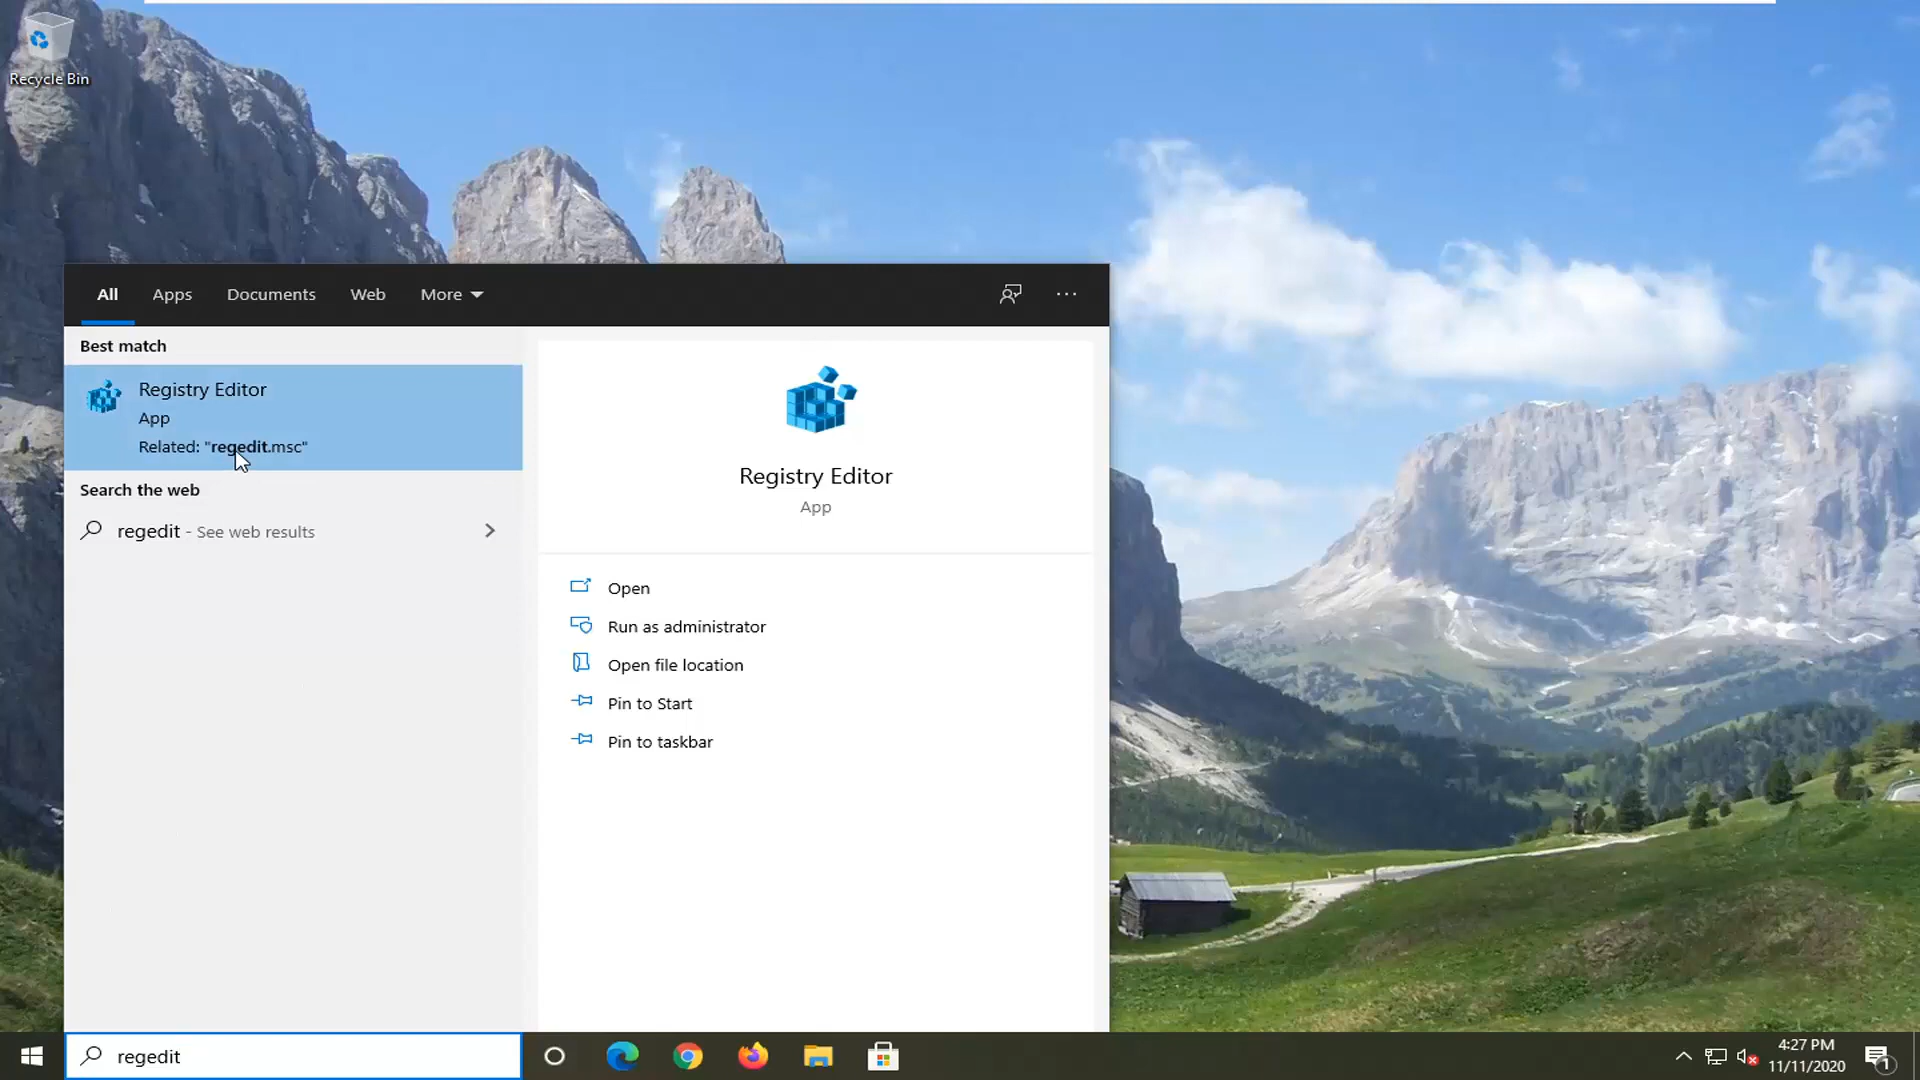 Recycle Bin
All Apps Documents Web More ···
Best match
Registry Editor
App
Related: "regedit.msc"
Search the web
regedit - See web results
Registry Editor
App
Open
Run as administrator
Open file location
Pin to Start
Pin to taskbar
regedit
4:27 PM
11/11/2020
1